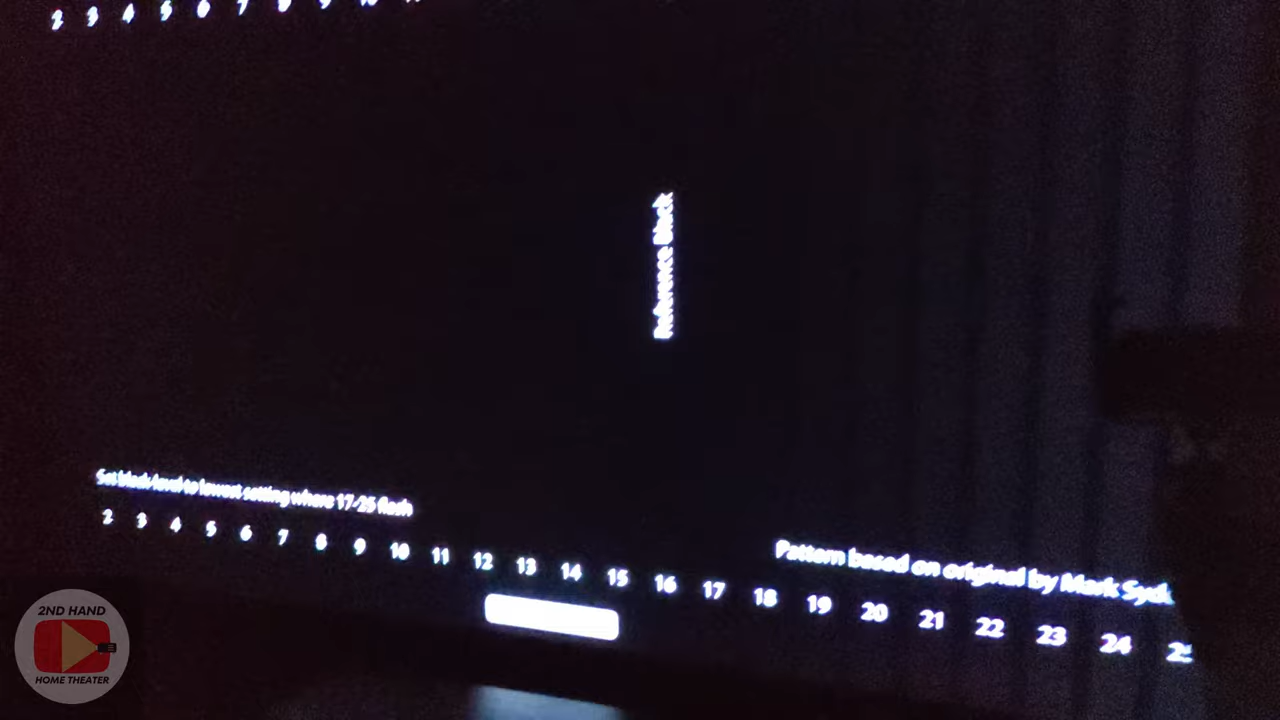 2 3 4 5 6 7 8 9 10
Reference Black
Set black level to lowest setting where 17-25 flash
2 3 4 5 6 7 8 9 10 11 12 13 14 15 16 17 18 19 20 21 22 23 24
Pattern based on original by Mark
2ND HAND
HOME THEATER